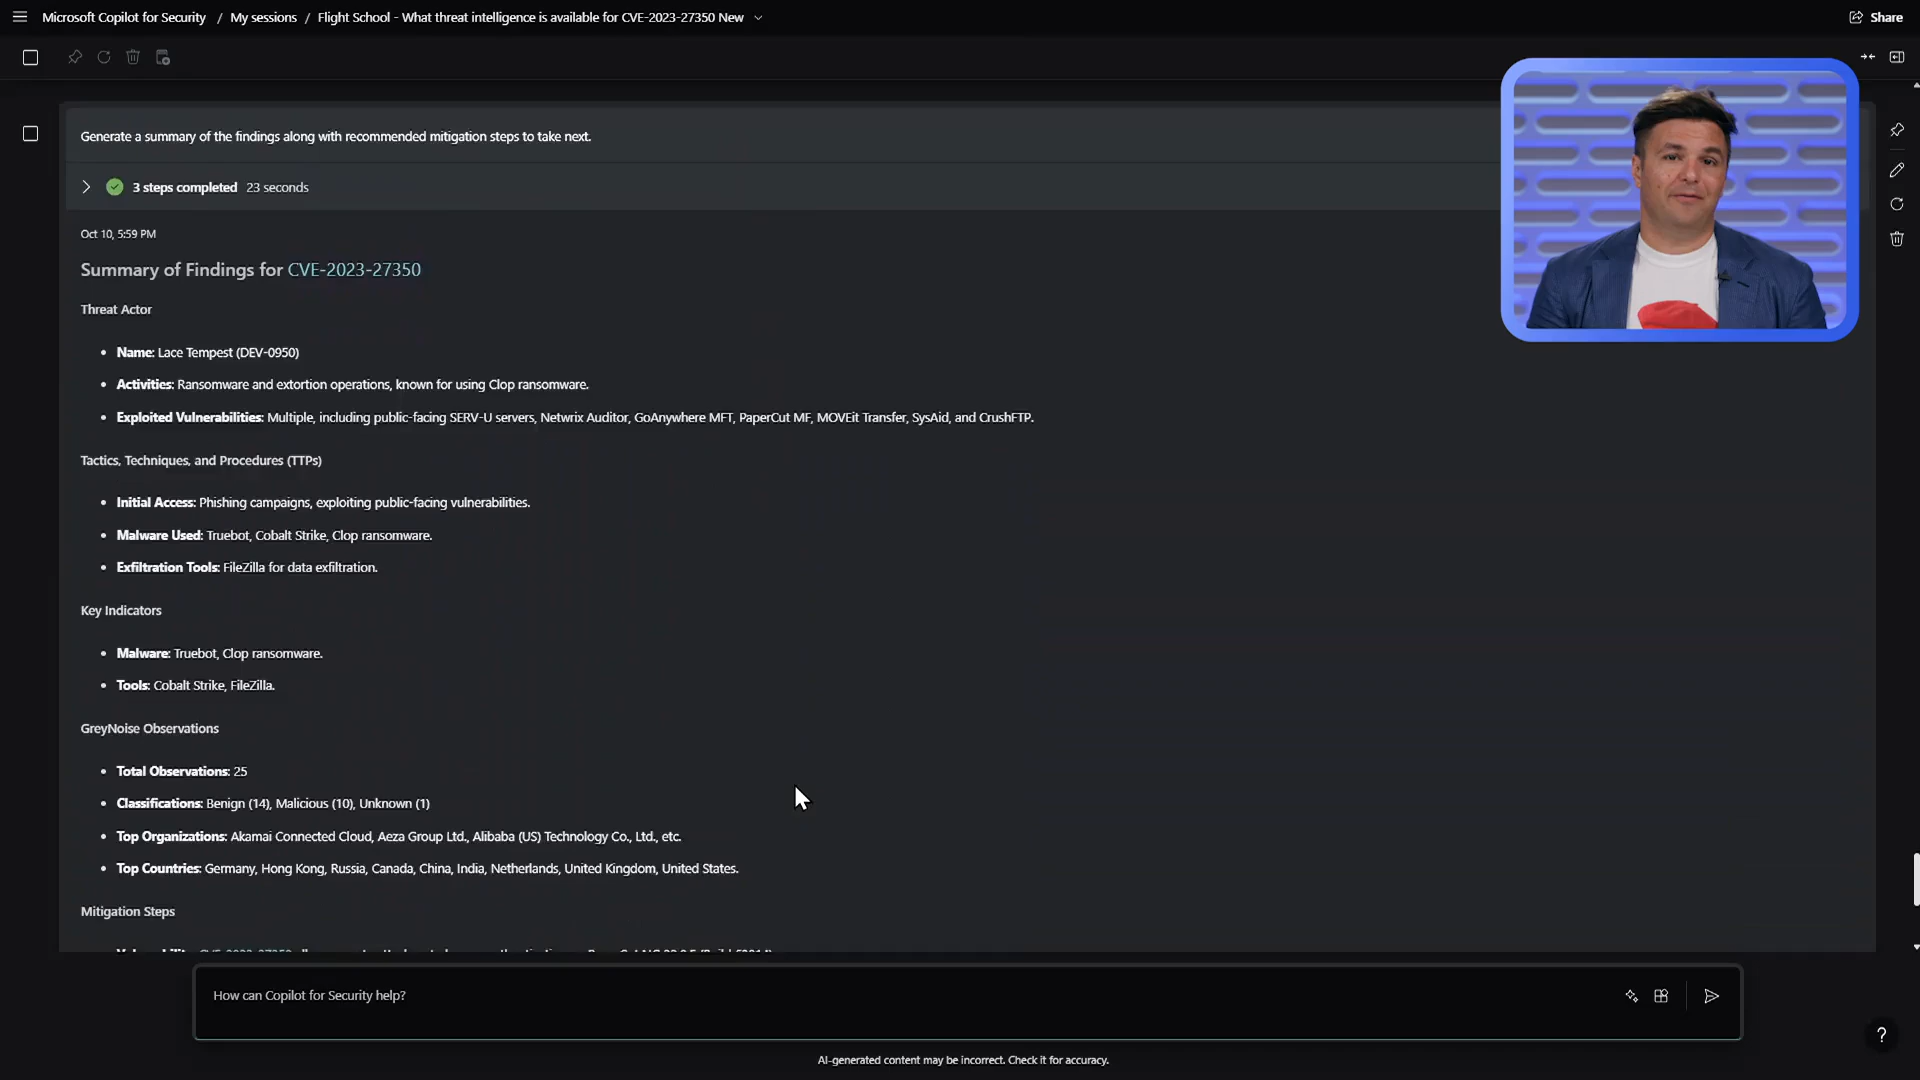 Microsoft Copilot for Security / My sessions / Flight School - What threat intelligence is available for CVE-2023-27350 New
Share
Generate a summary of the findings along with recommended mitigation steps to take next.
3 steps completed 23 seconds
Oct 10, 5:59 PM
Summary of Findings for CVE-2023-27350
Threat Actor
• Name: Lace Tempest (DEV-0950)
• Activities: Ransomware and extortion operations, known for using Clop ransomware.
• Exploited Vulnerabilities: Multiple, including public-facing SERV-U servers, Netwrix Auditor, GoAnywhere MFT, PaperCut MF, MOVEit Transfer, SysAid, and CrushFTP.
Tactics, Techniques, and Procedures (TTPs)
• Initial Access: Phishing campaigns, exploiting public-facing vulnerabilities.
• Malware Used: Truebot, Cobalt Strike, Clop ransomware.
• Exfiltration Tools: FileZilla for data exfiltration.
Key Indicators
• Malware: Truebot, Clop ransomware.
• Tools: Cobalt Strike, FileZilla.
GreyNoise Observations
• Total Observations: 25
• Classifications: Benign (14), Malicious (10), Unknown (1)
• Top Organizations: Akamai Connected Cloud, Aeza Group Ltd., Alibaba (US) Technology Co., Ltd., etc.
• Top Countries: Germany, Hong Kong, Russia, Canada, China, India, Netherlands, United Kingdom, United States.
Mitigation Steps
How can Copilot for Security help?
?
AI-generated content may be incorrect. Check it for accuracy.